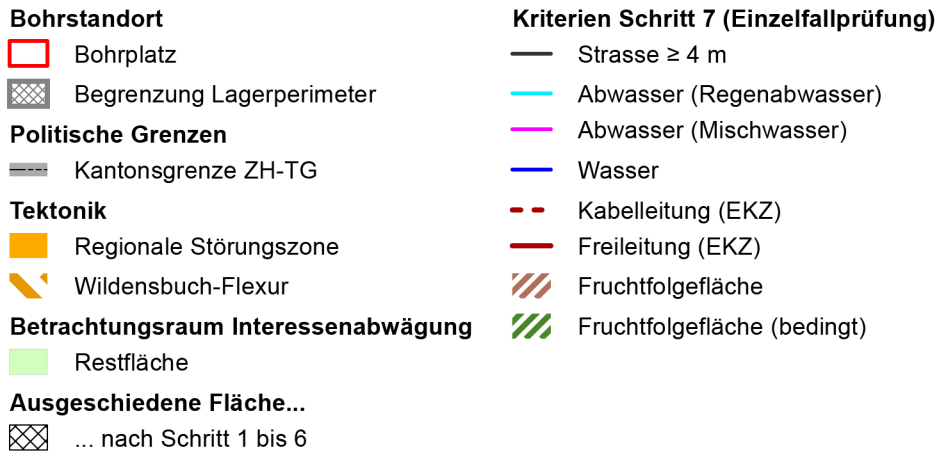 Bohrstandort
Bohrplatz
Begrenzung Lagerperimeter
Politische Grenzen
Kantonsgrenze ZH-TG
Tektonik
Regionale Störungszone
Wildensbuch-Flexur
Betrachtungsraum Interessenabwägung
Restfläche
Ausgeschiedene Fläche...
... nach Schritt 1 bis 6
Kriterien Schritt 7 (Einzelfallprüfung)
Strasse ≥ 4 m
Abwasser (Regenabwasser)
Abwasser (Mischwasser)
Wasser
Kabelleitung (EKZ)
Freileitung (EKZ)
Fruchtfolgefläche
Fruchtfolgefläche (bedingt)